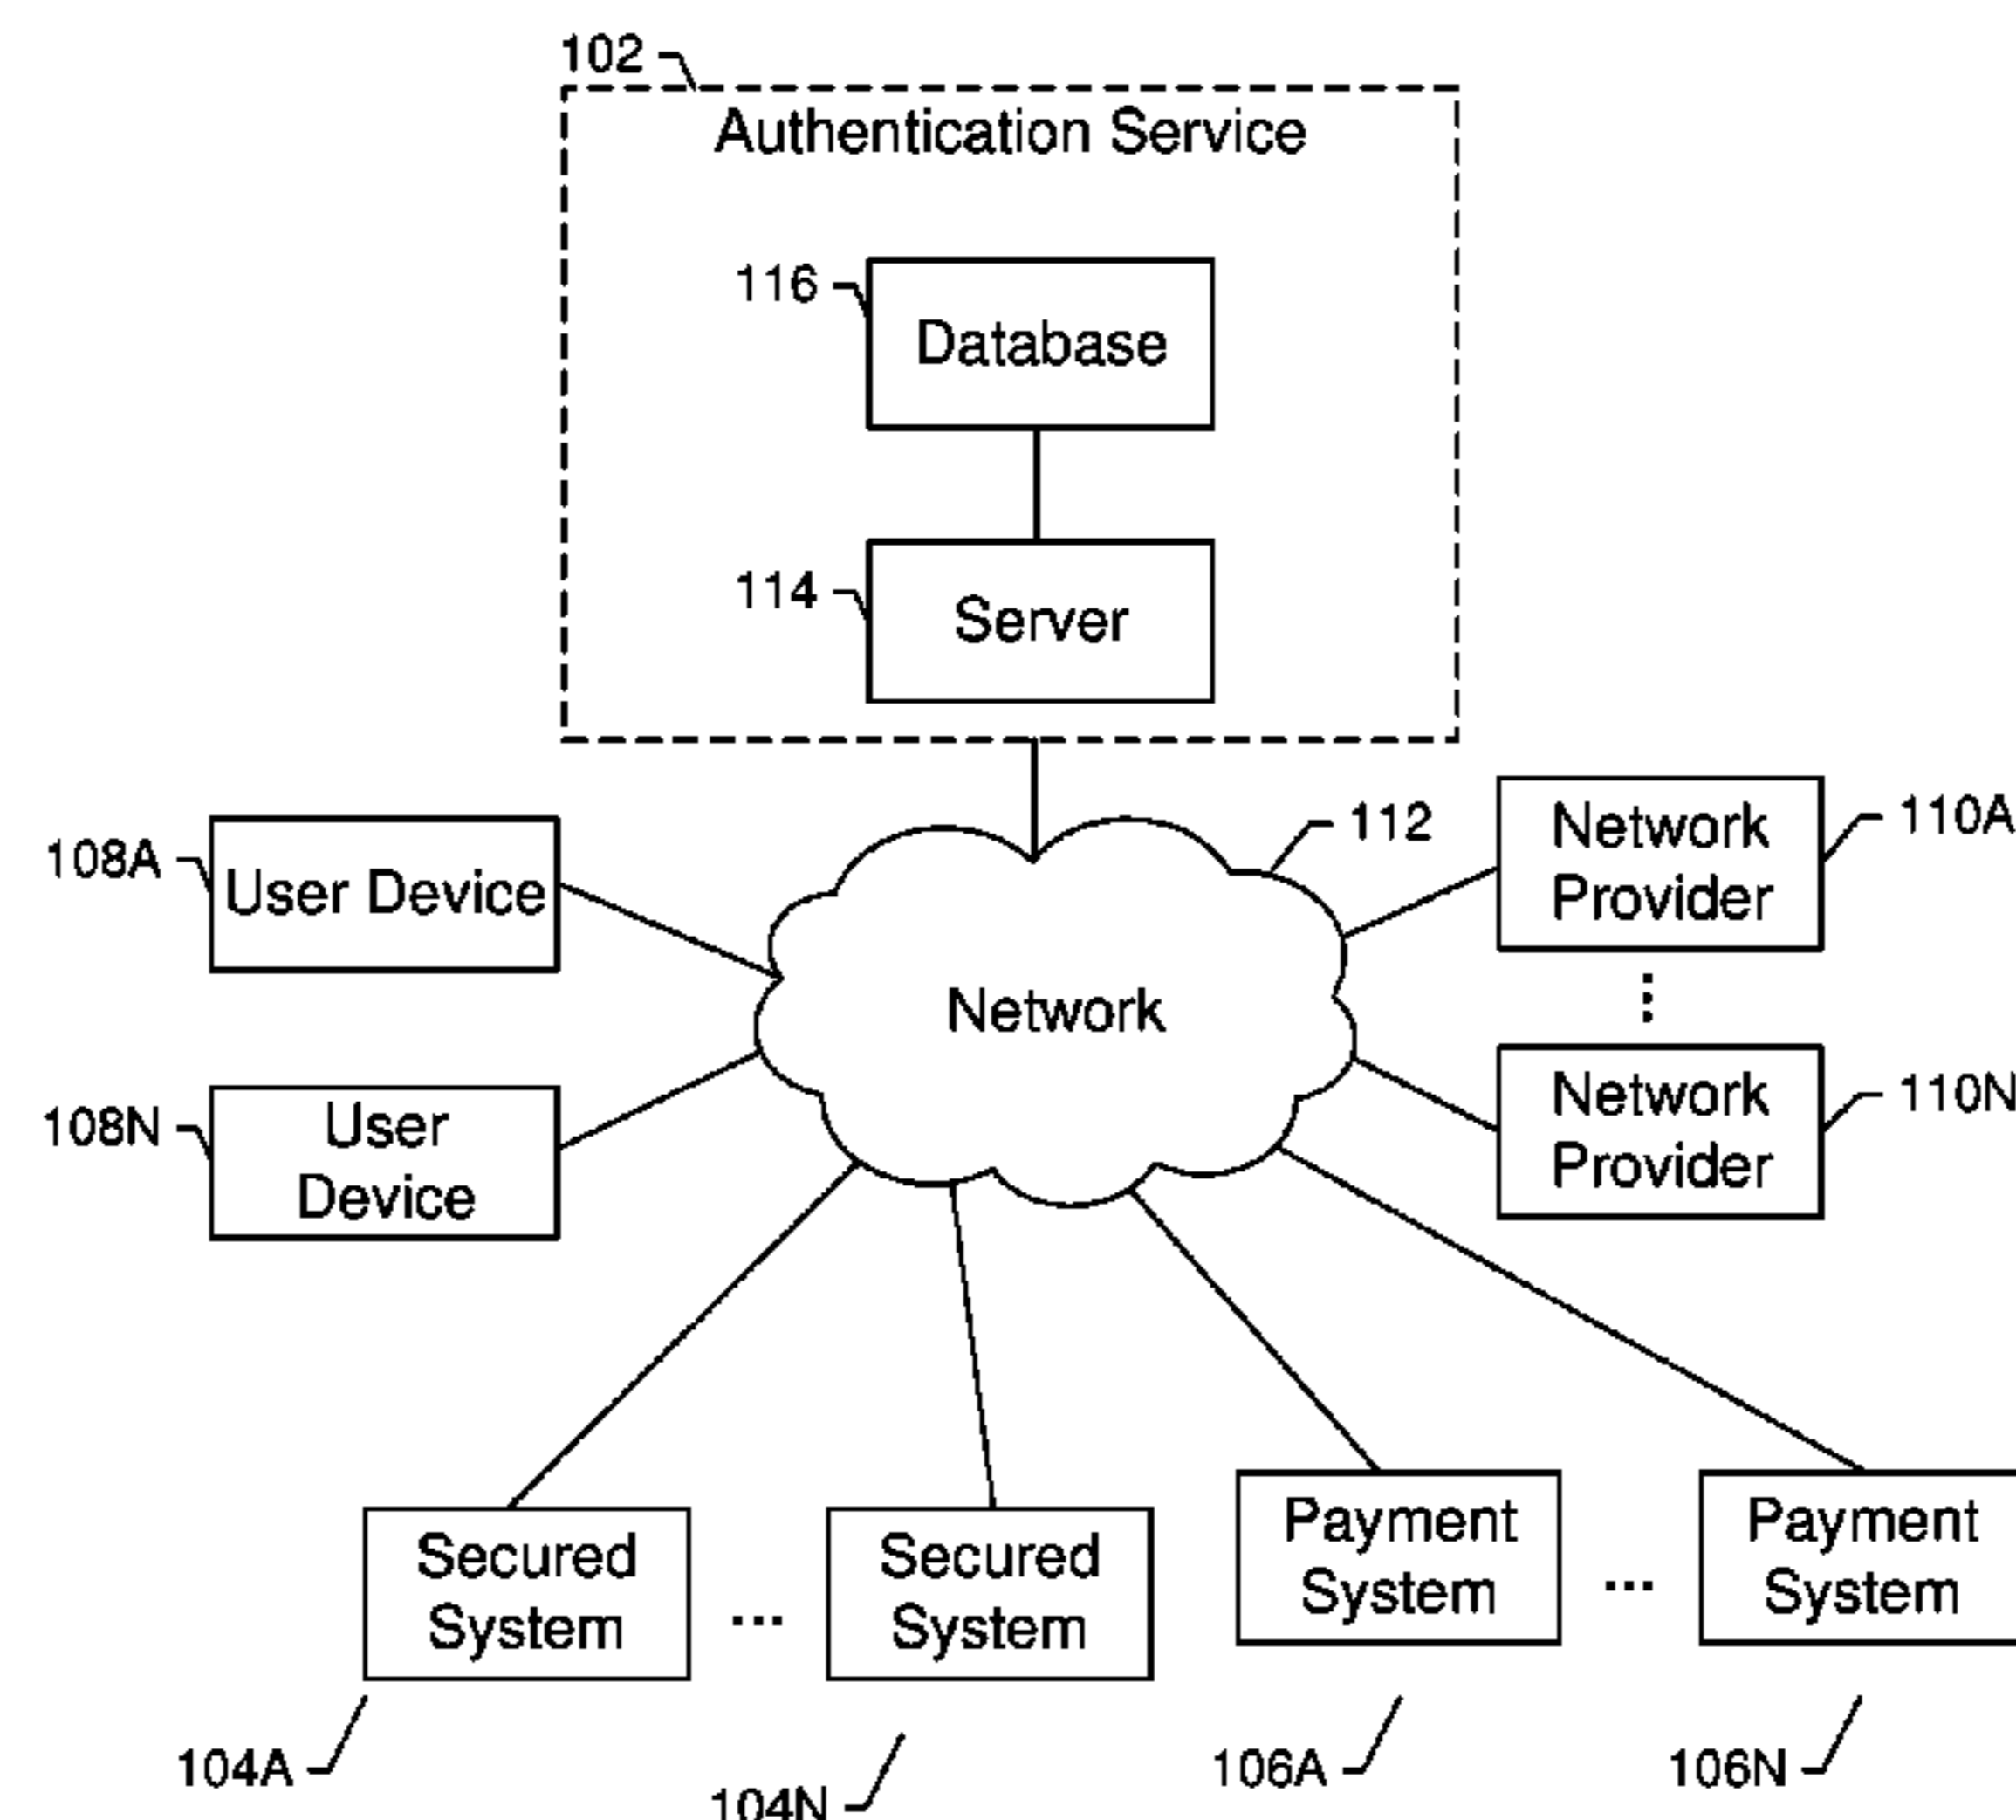 102
Authentication Service
116
Database
114
Server
112
108A
User Device
Network
Provider
110A
Network
108N
User
Device
Network
Provider
110N
Secured
System
...
Secured
System
Payment
System
...
Payment
System
104A
104N
106A
106N